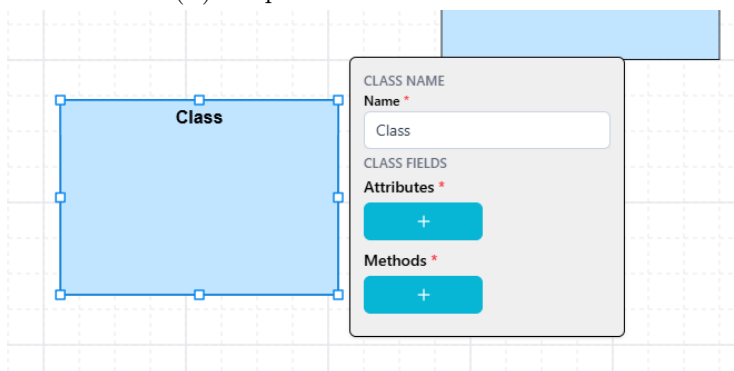 Class
CLASS NAME
Name *
Class
CLASS FIELDS
Attributes *
+
Methods *
+